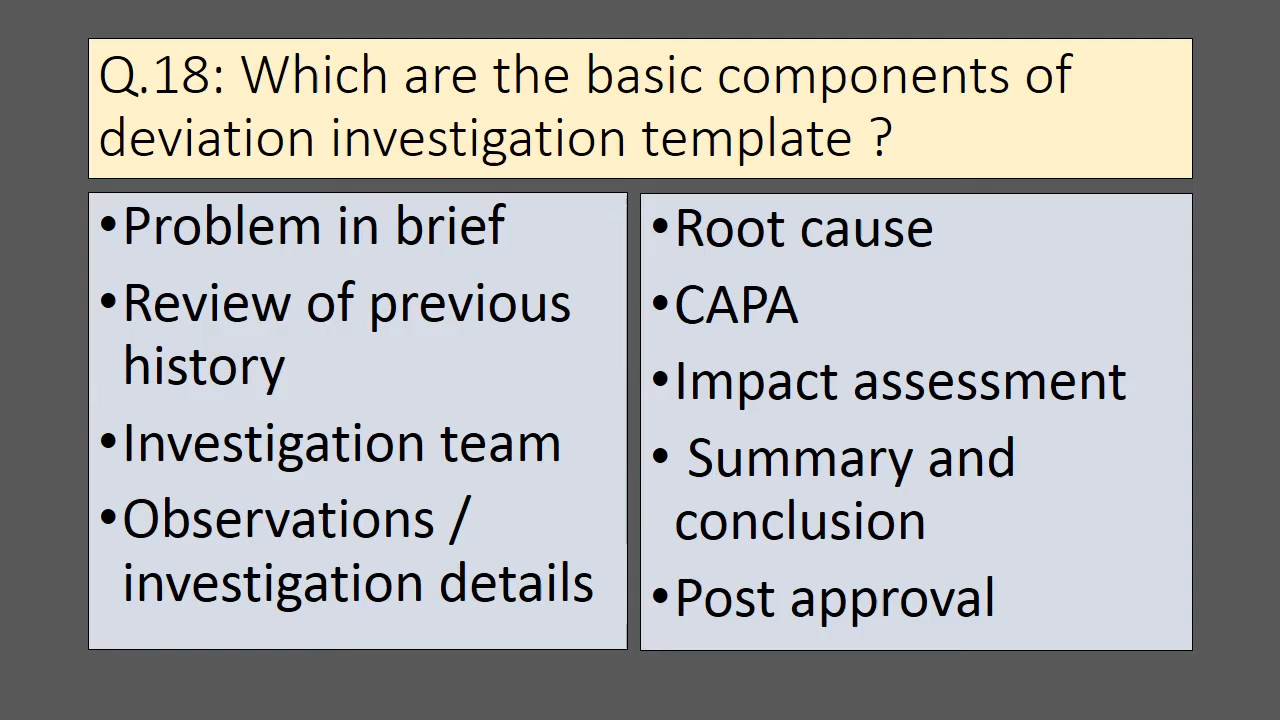 Q.18: Which are the basic components of
deviation investigation template ?
•Problem in brief
•Review of previous
history
•Investigation team
•Observations /
investigation details
•Root cause
•CAPA
•Impact assessment
• Summary and
conclusion
•Post approval